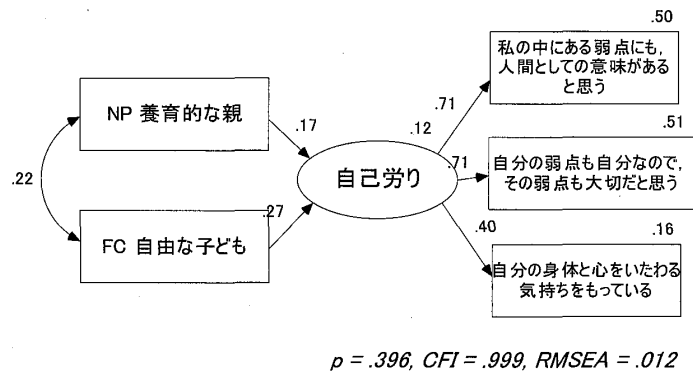 .50
私の中にある弱点にも,
人間としての意味がある
と思う
NP 養育的な親
.71
.17
.12
.51
.71
自分の弱点も自分なので,
その弱点も大切だと思う
自己労り
.22
.27
FC 自由な子ども
.40
.16
自分の身体と心をいたわる
気持ちをもっている
p = .396, CFI = .999, RMSEA = .012